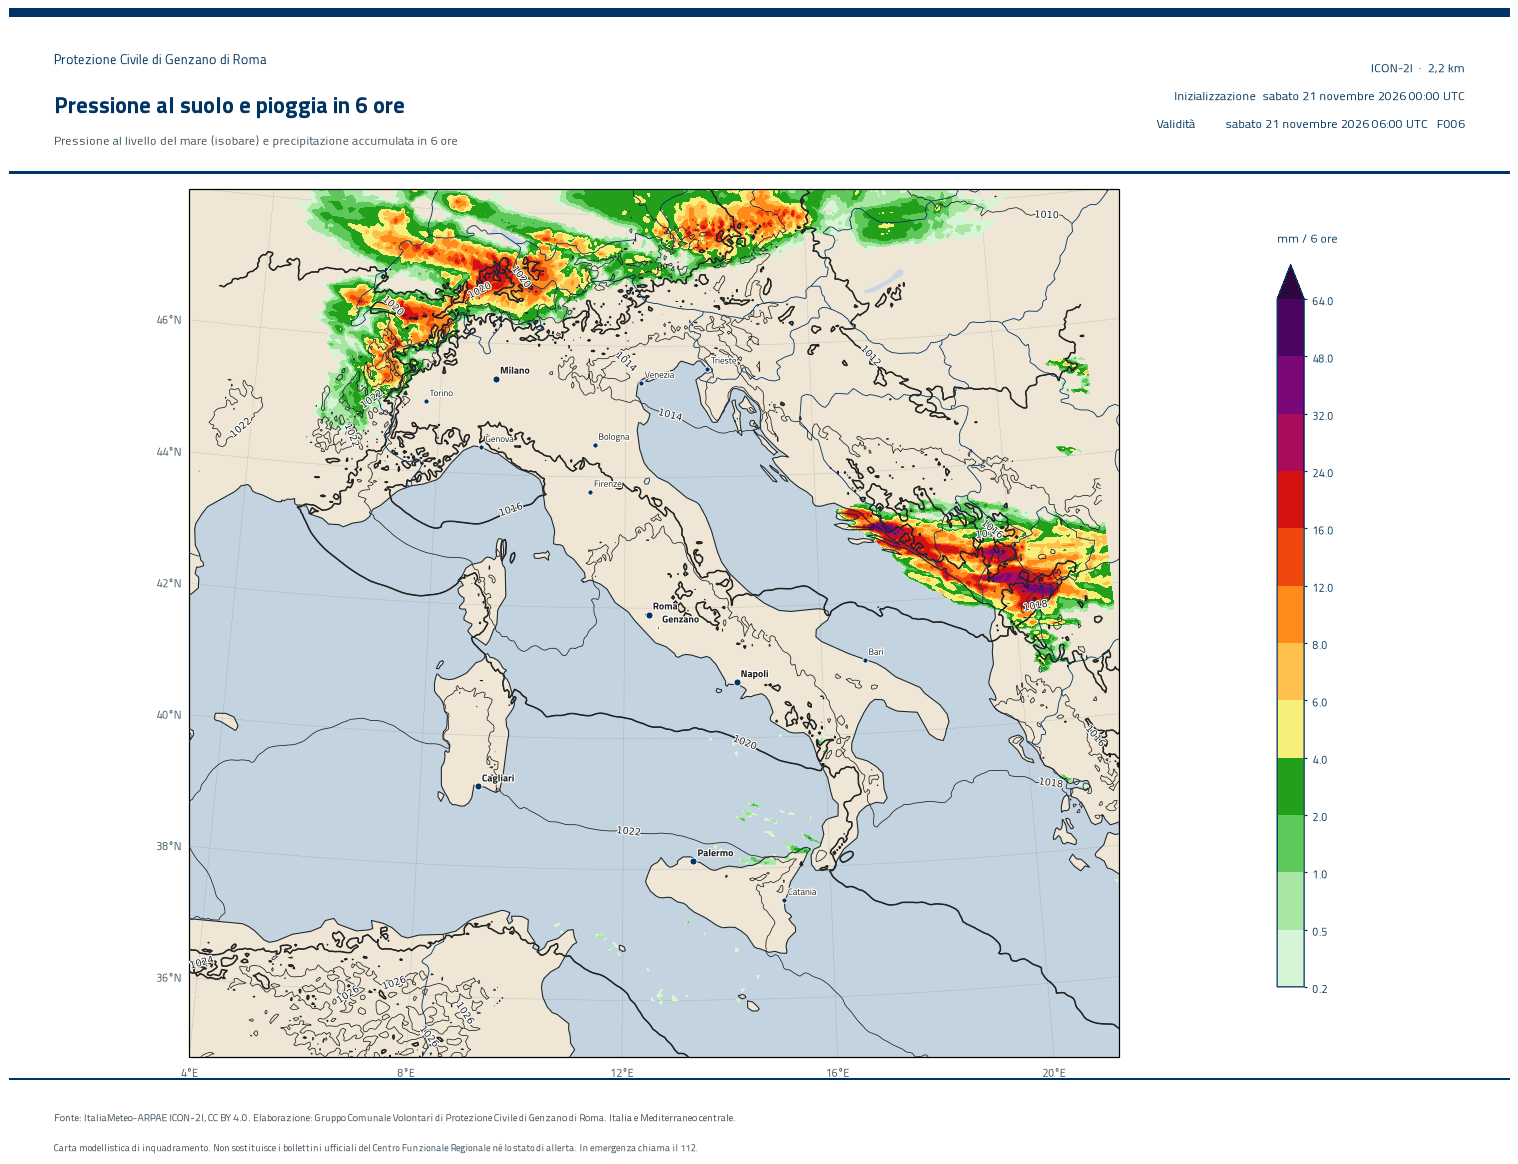 Protezione Civile di Genzano di Roma
Pressione al suolo e pioggia in 6 ore
Pressione al livello del mare (isobare) e precipitazione accumulata in 6 ore
ICON-2I · 2,2 km
Inizializzazione sabato 21 novembre 2026 00:00 UTC
Validità sabato 21 novembre 2026 06:00 UTC F006
mm / 6 ore
64.0
48.0
32.0
24.0
16.0
12.0
8.0
6.0
4.0
2.0
1.0
0.5
0.2
46°N
44°N
42°N
40°N
38°N
36°N
4°E
8°E
12°E
16°E
20°E
1010
1020
1020
1020
1012
1014
Trieste
Venezia
Milano
Torino
1022
1014
1022
1022
Genova
Bologna
Firenze
1016
1016
1018
Roma
Genzano
Bari
Napoli
1020
1016
1018
Cagliari
1022
Palermo
Catania
1024
1026
1026
1026
1026
Fonte: ItaliaMeteo-ARPAE ICON-2I, CC BY 4.0. Elaborazione: Gruppo Comunale Volontari di Protezione Civile di Genzano di Roma. Italia e Mediterraneo centrale.
Carta modellistica di inquadramento. Non sostituisce i bollettini ufficiali del Centro Funzionale Regionale né lo stato di allerta. In emergenza chiama il 112.